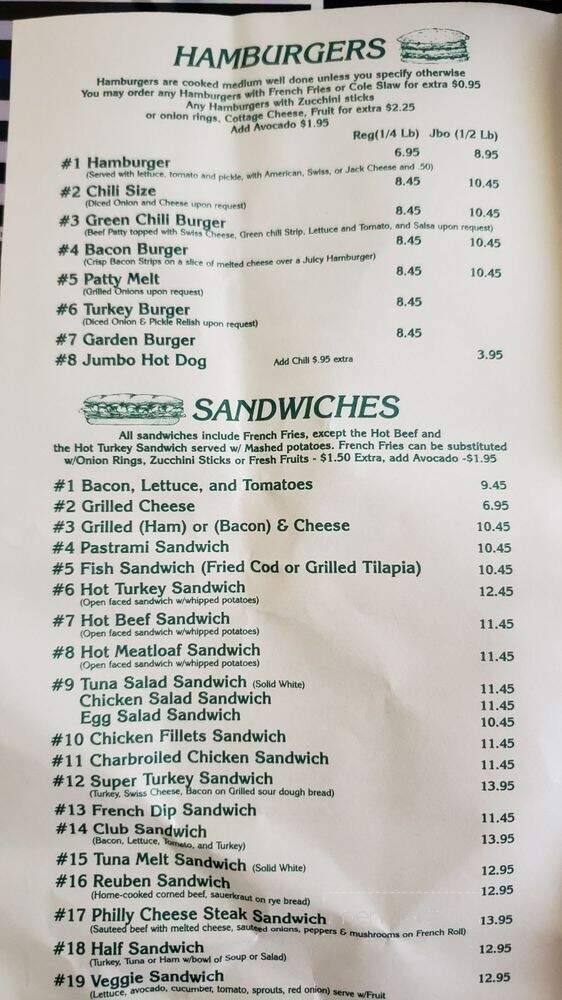 HAMBURGERS
Hamburgers are cooked medium well done unless you specify otherwise
You may order any Hamburgers with French Fries or Cole Slaw for extra $0.95
Any Hamburgers with Zucchini sticks
or onion rings, Cottage Cheese, Fruit for extra $2.25
Add Avocado $1.95
Reg(1/4 Lb) Jbo (1/2 Lb)
#1 Hamburger 6.95 8.95
(Served with lettuce, tomato and pickle, with American, Swiss, or Jack Cheese and .50)
#2 Chili Size 8.45 10.45
(Diced Onion and Cheese upon request)
#3 Green Chili Burger 8.45 10.45
(Beef Patty topped with Swiss Cheese, Green chili Strip, Lettuce and Tomato, and Salsa upon request)
#4 Bacon Burger 8.45 10.45
(Crisp Bacon Strips on a slice of melted cheese over a Juicy Hamburger)
#5 Patty Melt 8.45 10.45
(Grilled Onions upon request)
#6 Turkey Burger 8.45
(Diced Onion & Pickle Relish upon request)
#7 Garden Burger 8.45
#8 Jumbo Hot Dog Add Chili $.95 extra 3.95
SANDWICHES
All sandwiches include French Fries, except the Hot Beef and
the Hot Turkey Sandwich served w/ Mashed potatoes. French Fries can be substituted
w/Onion Rings, Zucchini Sticks or Fresh Fruits - $1.50 Extra, add Avocado -$1.95
#1 Bacon, Lettuce, and Tomatoes 9.45
#2 Grilled Cheese 6.95
#3 Grilled (Ham) or (Bacon) & Cheese 10.45
#4 Pastrami Sandwich 10.45
#5 Fish Sandwich (Fried Cod or Grilled Tilapia) 10.45
#6 Hot Turkey Sandwich 12.45
(Open faced sandwich w/whipped potatoes)
#7 Hot Beef Sandwich 11.45
(Open faced sandwich w/whipped potatoes)
#8 Hot Meatloaf Sandwich 11.45
(Open faced sandwich w/whipped potatoes)
#9 Tuna Salad Sandwich (Solid White) 11.45
Chicken Salad Sandwich 11.45
Egg Salad Sandwich 10.45
#10 Chicken Fillets Sandwich 11.45
#11 Charbroiled Chicken Sandwich 11.45
#12 Super Turkey Sandwich 13.95
(Turkey, Swiss Cheese, Bacon on Grilled sour dough bread)
#13 French Dip Sandwich 11.45
#14 Club Sandwich 13.95
(Bacon, Lettuce, Tomato, and Turkey)
#15 Tuna Melt Sandwich (Solid White) 12.95
#16 Reuben Sandwich 12.95
(Home-cooked corned beef, sauerkraut on rye bread)
#17 Philly Cheese Steak Sandwich 13.95
(Sauteed beef with melted cheese, sauteed onions, peppers & mushrooms on French Roll)
#18 Half Sandwich 12.95
(Turkey, Tuna or Ham w/bowl of Soup or Salad)
#19 Veggie Sandwich 12.95
(Lettuce, avocado, cucumber, tomato, sprouts, red onion) serve w/Fruit